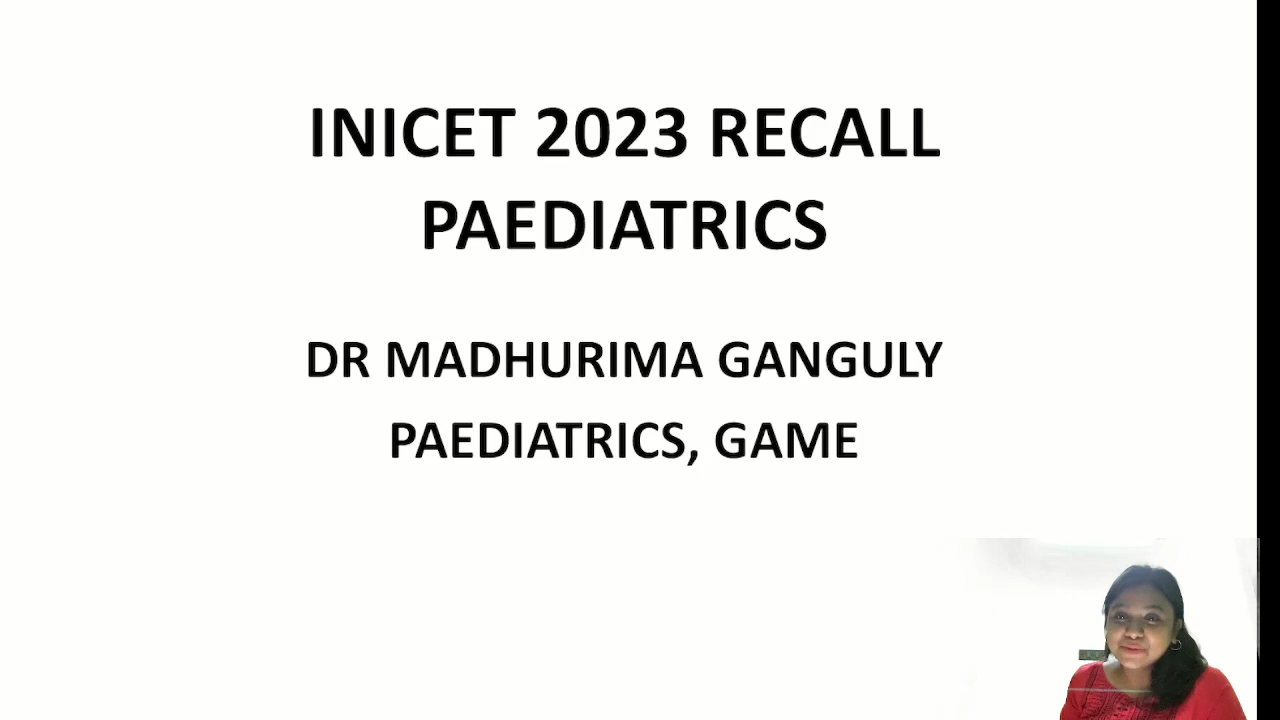 INICET 2023 RECALL
PAEDIATRICS
DR MADHURIMA GANGULY
PAEDIATRICS, GAME